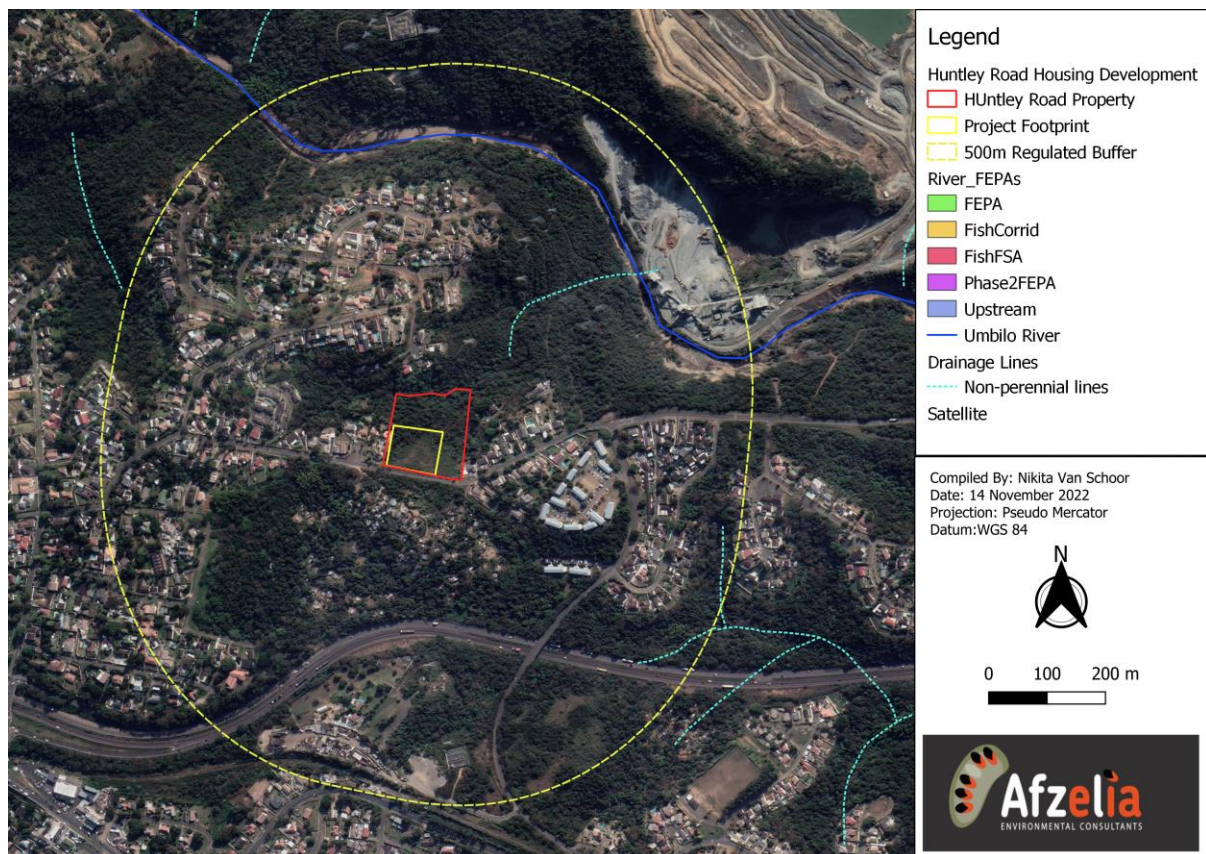 Legend
Huntley Road Housing Development
HUntley Road Property
Project Footprint
500m Regulated Buffer
River_FEPAs
FEPA
FishCorrid
FishFSA
Phase2FEPA
Upstream
Umbilo River
Drainage Lines
Non-perennial lines
Satellite
Compiled By: Nikita Van Schoor
Date: 14 November 2022
Projection: Pseudo Mercator
Datum:WGS 84
N
0 100 200 m
Afzelia
ENVIRONMENTAL CONSULTANTS